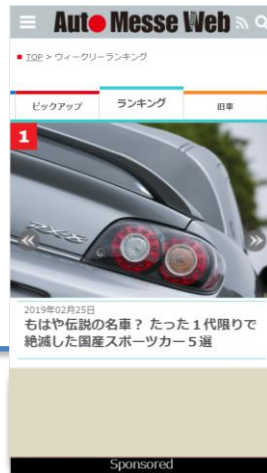 Auto Messe Web
TOP > ウィークリーランキング
ピックアップ
ランキング
旧車
1
RX-8
2019年02月25日
もはや伝説の名車？ たった１代限りで
絶滅した国産スポーツカー５選
Sponsored